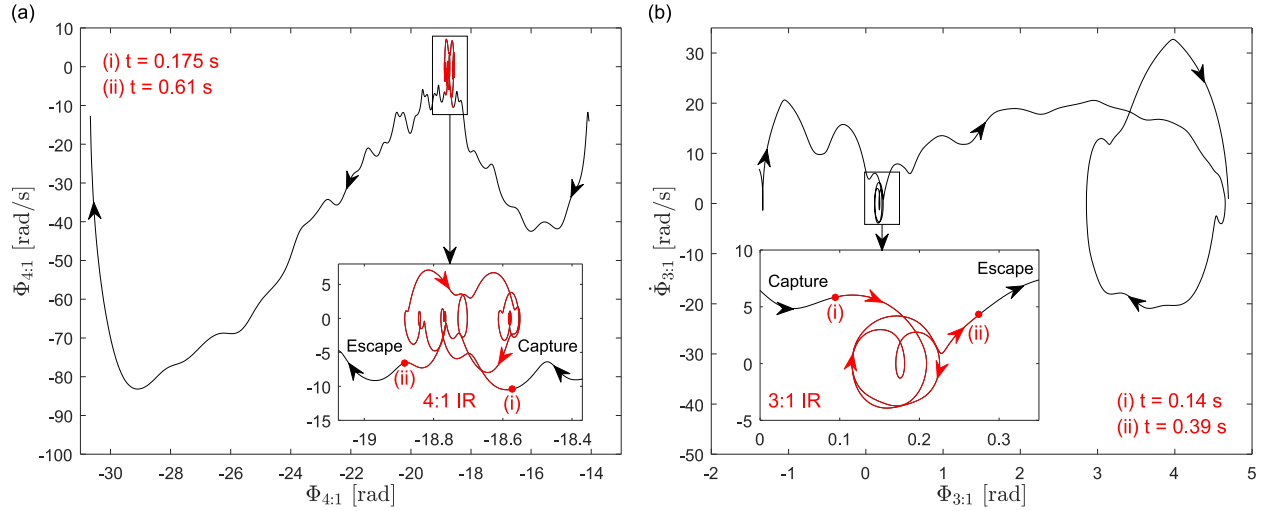 (a)
10
0
-10
-20
-30
-40
-50
-60
-70
-80
-90
-100
-30
-28
-26
-24
-22
-20
-18
-16
-14
Φ̇4:1 [rad/s]
Φ4:1 [rad]
(i) t = 0.175 s
(ii) t = 0.61 s
5
0
-5
-10
-15
-19
-18.8
-18.6
-18.4
Escape
Capture
(ii)
(i)
4:1 IR
(b)
35
30
20
10
0
-10
-20
-30
-40
-50
-2
-1
0
1
2
3
4
5
Φ̇3:1 [rad/s]
Φ3:1 [rad]
10
5
0
-5
0
0.1
0.2
0.3
Capture
Escape
(i)
(ii)
3:1 IR
(i) t = 0.14 s
(ii) t = 0.39 s